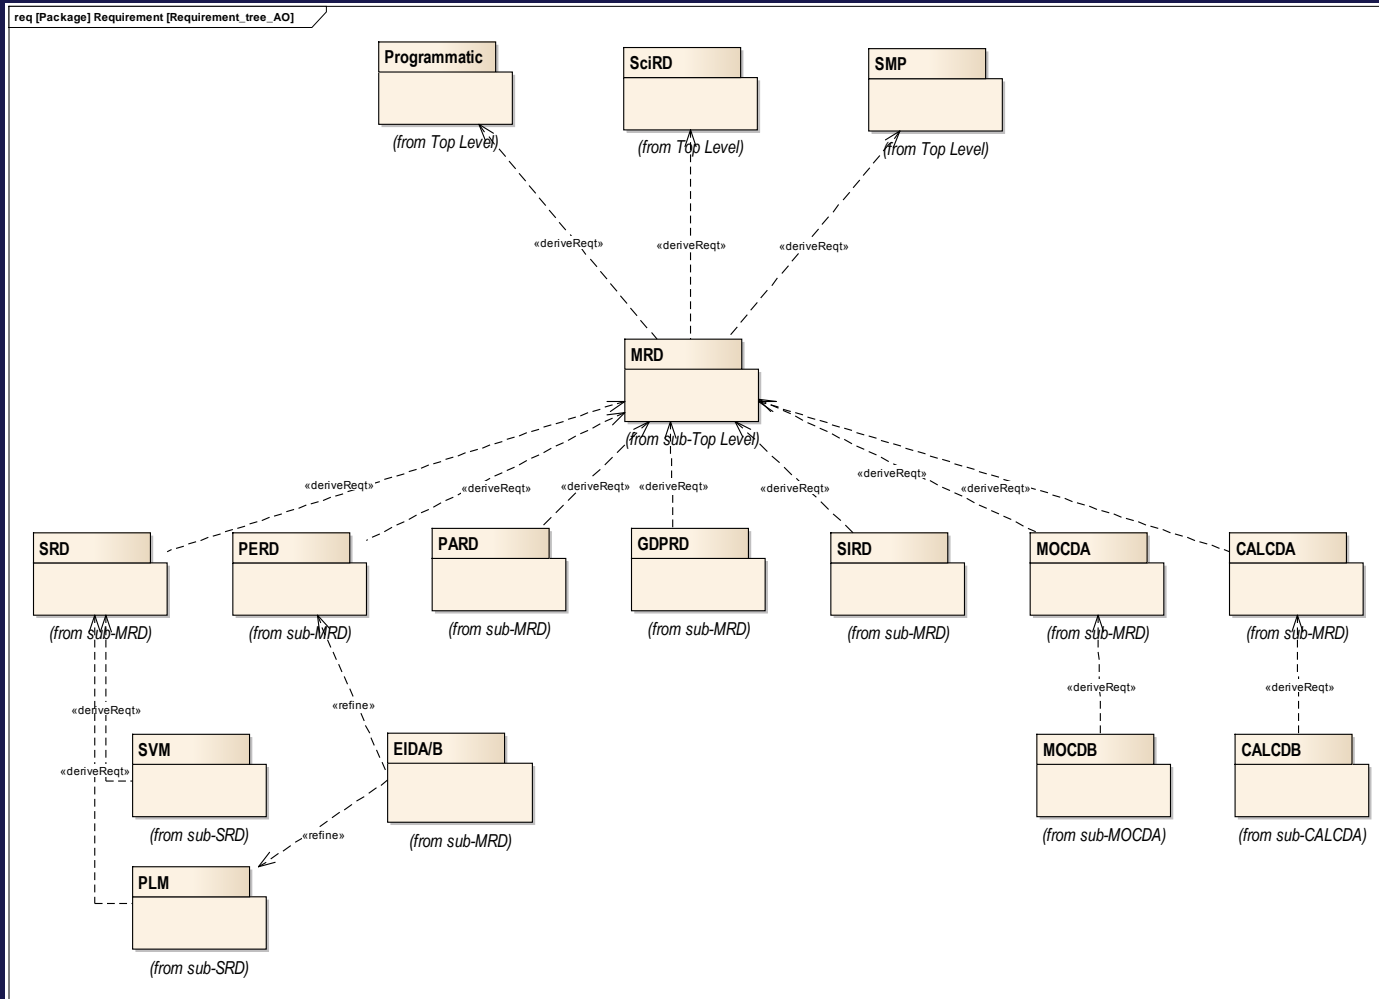 req [Package] Requirement [Requirement_tree_AO]
Programmatic
SciRD
SMP
(from Top Level)
(from Top Level)
(from Top Level)
«deriveReqt»
«deriveReqt»
«deriveReqt»
MRD
(from sub-Top Level)
«deriveReqt»
«deriveReqt»
«deriveReqt»
«deriveReqt»
«deriveReqt»
«deriveReqt»
«deriveReqt»
SRD
PERD
PARD
GDPRD
SIRD
MOCDA
CALCDA
(from sub-MRD)
(from sub-MRD)
(from sub-MRD)
(from sub-MRD)
(from sub-MRD)
(from sub-MRD)
(from sub-MRD)
«deriveReqt»
«refine»
«deriveReqt»
«deriveReqt»
SVM
EIDA/B
MOCDB
CALCDB
«deriveReqt»
(from sub-SRD)
«refine»
(from sub-MRD)
(from sub-MOCDA)
(from sub-CALCDA)
PLM
(from sub-SRD)